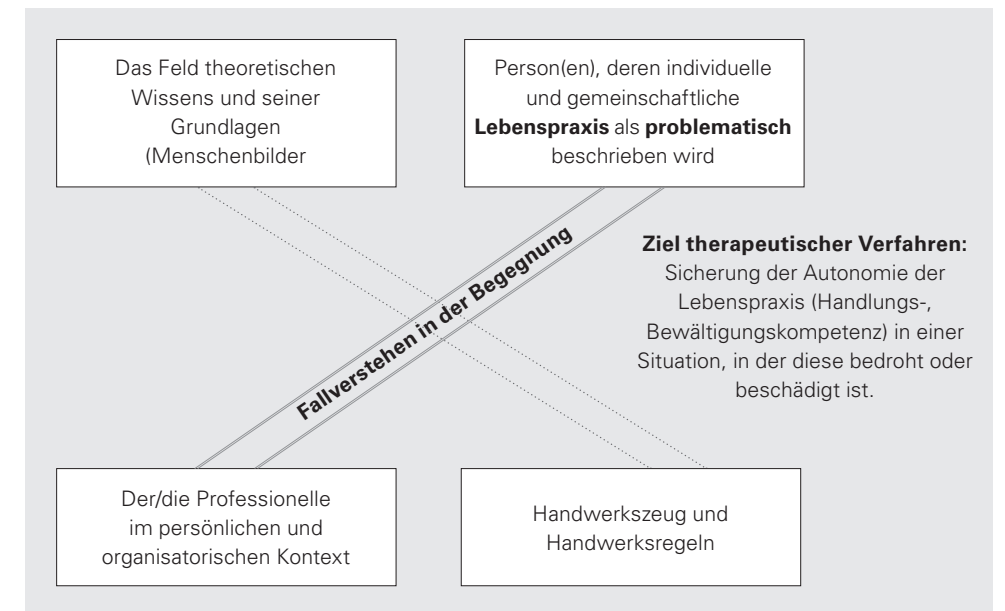 Das Feld theoretischen
Wissens und seiner
Grundlagen
(Menschenbilder
Person(en), deren individuelle
und gemeinschaftliche
Lebenspraxis als problematisch
beschrieben wird
Fallverstehen in der Begegnung
Ziel therapeutischer Verfahren:
Sicherung der Autonomie der
Lebenspraxis (Handlungs-,
Bewältigungskompetenz) in einer
Situation, in der diese bedroht oder
beschädigt ist.
Der/die Professionelle
im persönlichen und
organisatorischen Kontext
Handwerkszeug und
Handwerksregeln